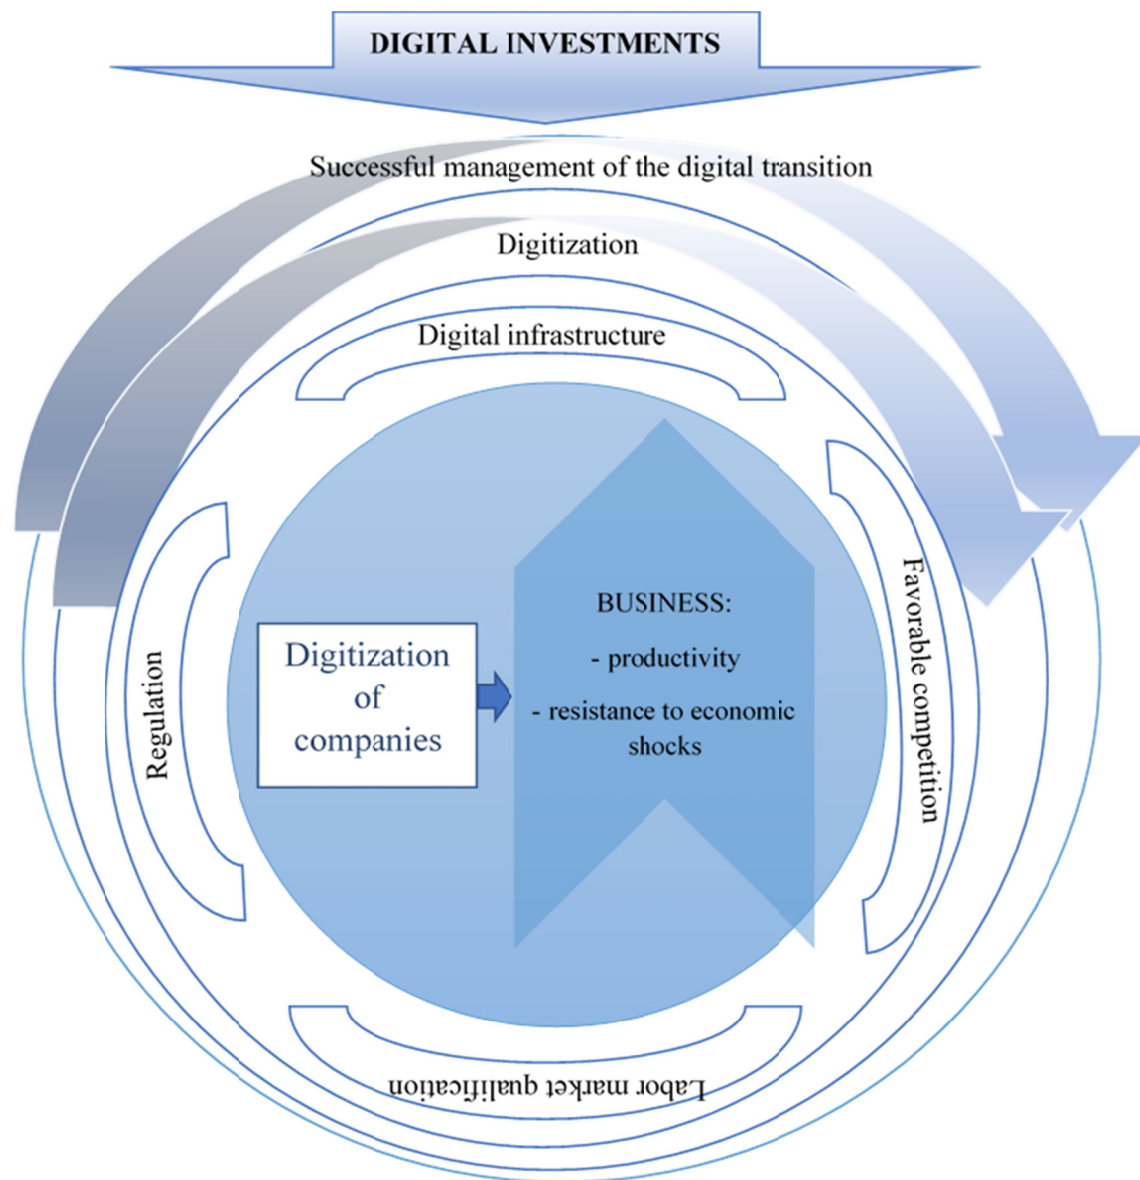 DIGITAL INVESTMENTS
Successful management of the digital transition
Digitization
Digital infrastructure
Favorable competition
Regulation
Digitization
of
companies
BUSINESS:
- productivity
- resistance to economic
shocks
Labor market qualification